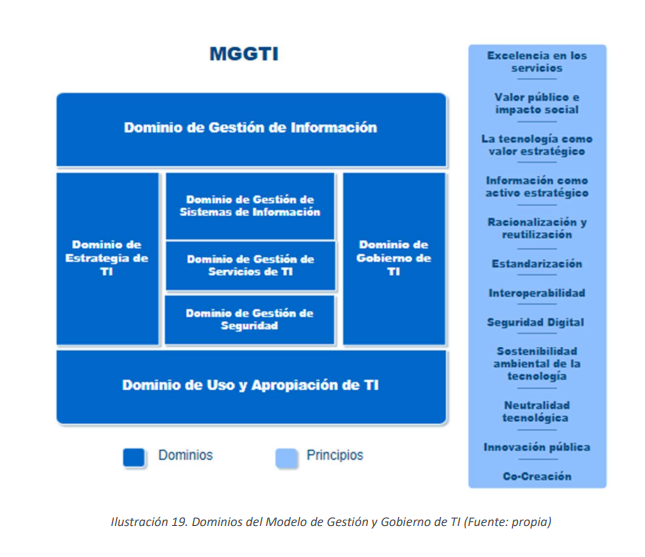 MGGTI
Dominio de Gestión de Información
Dominio de
Estrategia de
TI
Dominio de Gestión de
Sistemas de Información
Dominio de Gestión de
Servicios de TI
Dominio de Gestión de
Seguridad
Dominio de
Gobierno de
TI
Dominio de Uso y Apropiación de TI
Dominios
Principios
Excelencia en los
servicios
Valor público e
impacto social
La tecnología como
valor estratégico
Información como
activo estratégico
Racionalización y
reutilización
Estandarización
Interoperabilidad
Seguridad Digital
Sostenibilidad
ambiental de la
tecnología
Neutralidad
tecnológica
Innovación pública
Co-Creación
Ilustración 19. Dominios del Modelo de Gestión y Gobierno de TI (Fuente: propia)